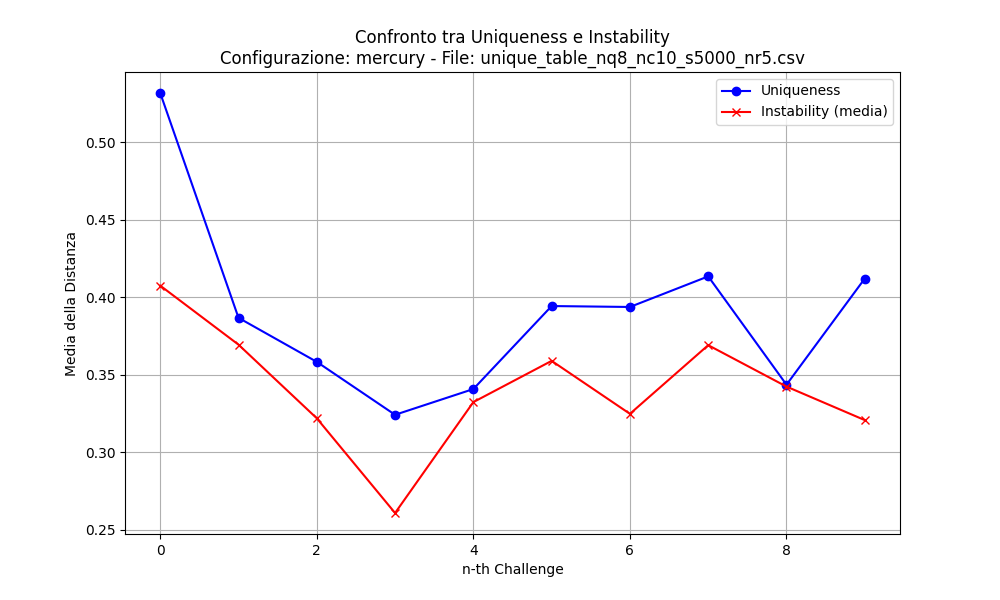 Confronto tra Uniqueness e Instability
Configurazione: mercury - File: unique_table_nq8_nc10_s5000_nr5.csv
Uniqueness
Instability (media)
Media della Distanza
0.50
0.45
0.40
0.35
0.30
0.25
0 2 4 6 8
n-th Challenge